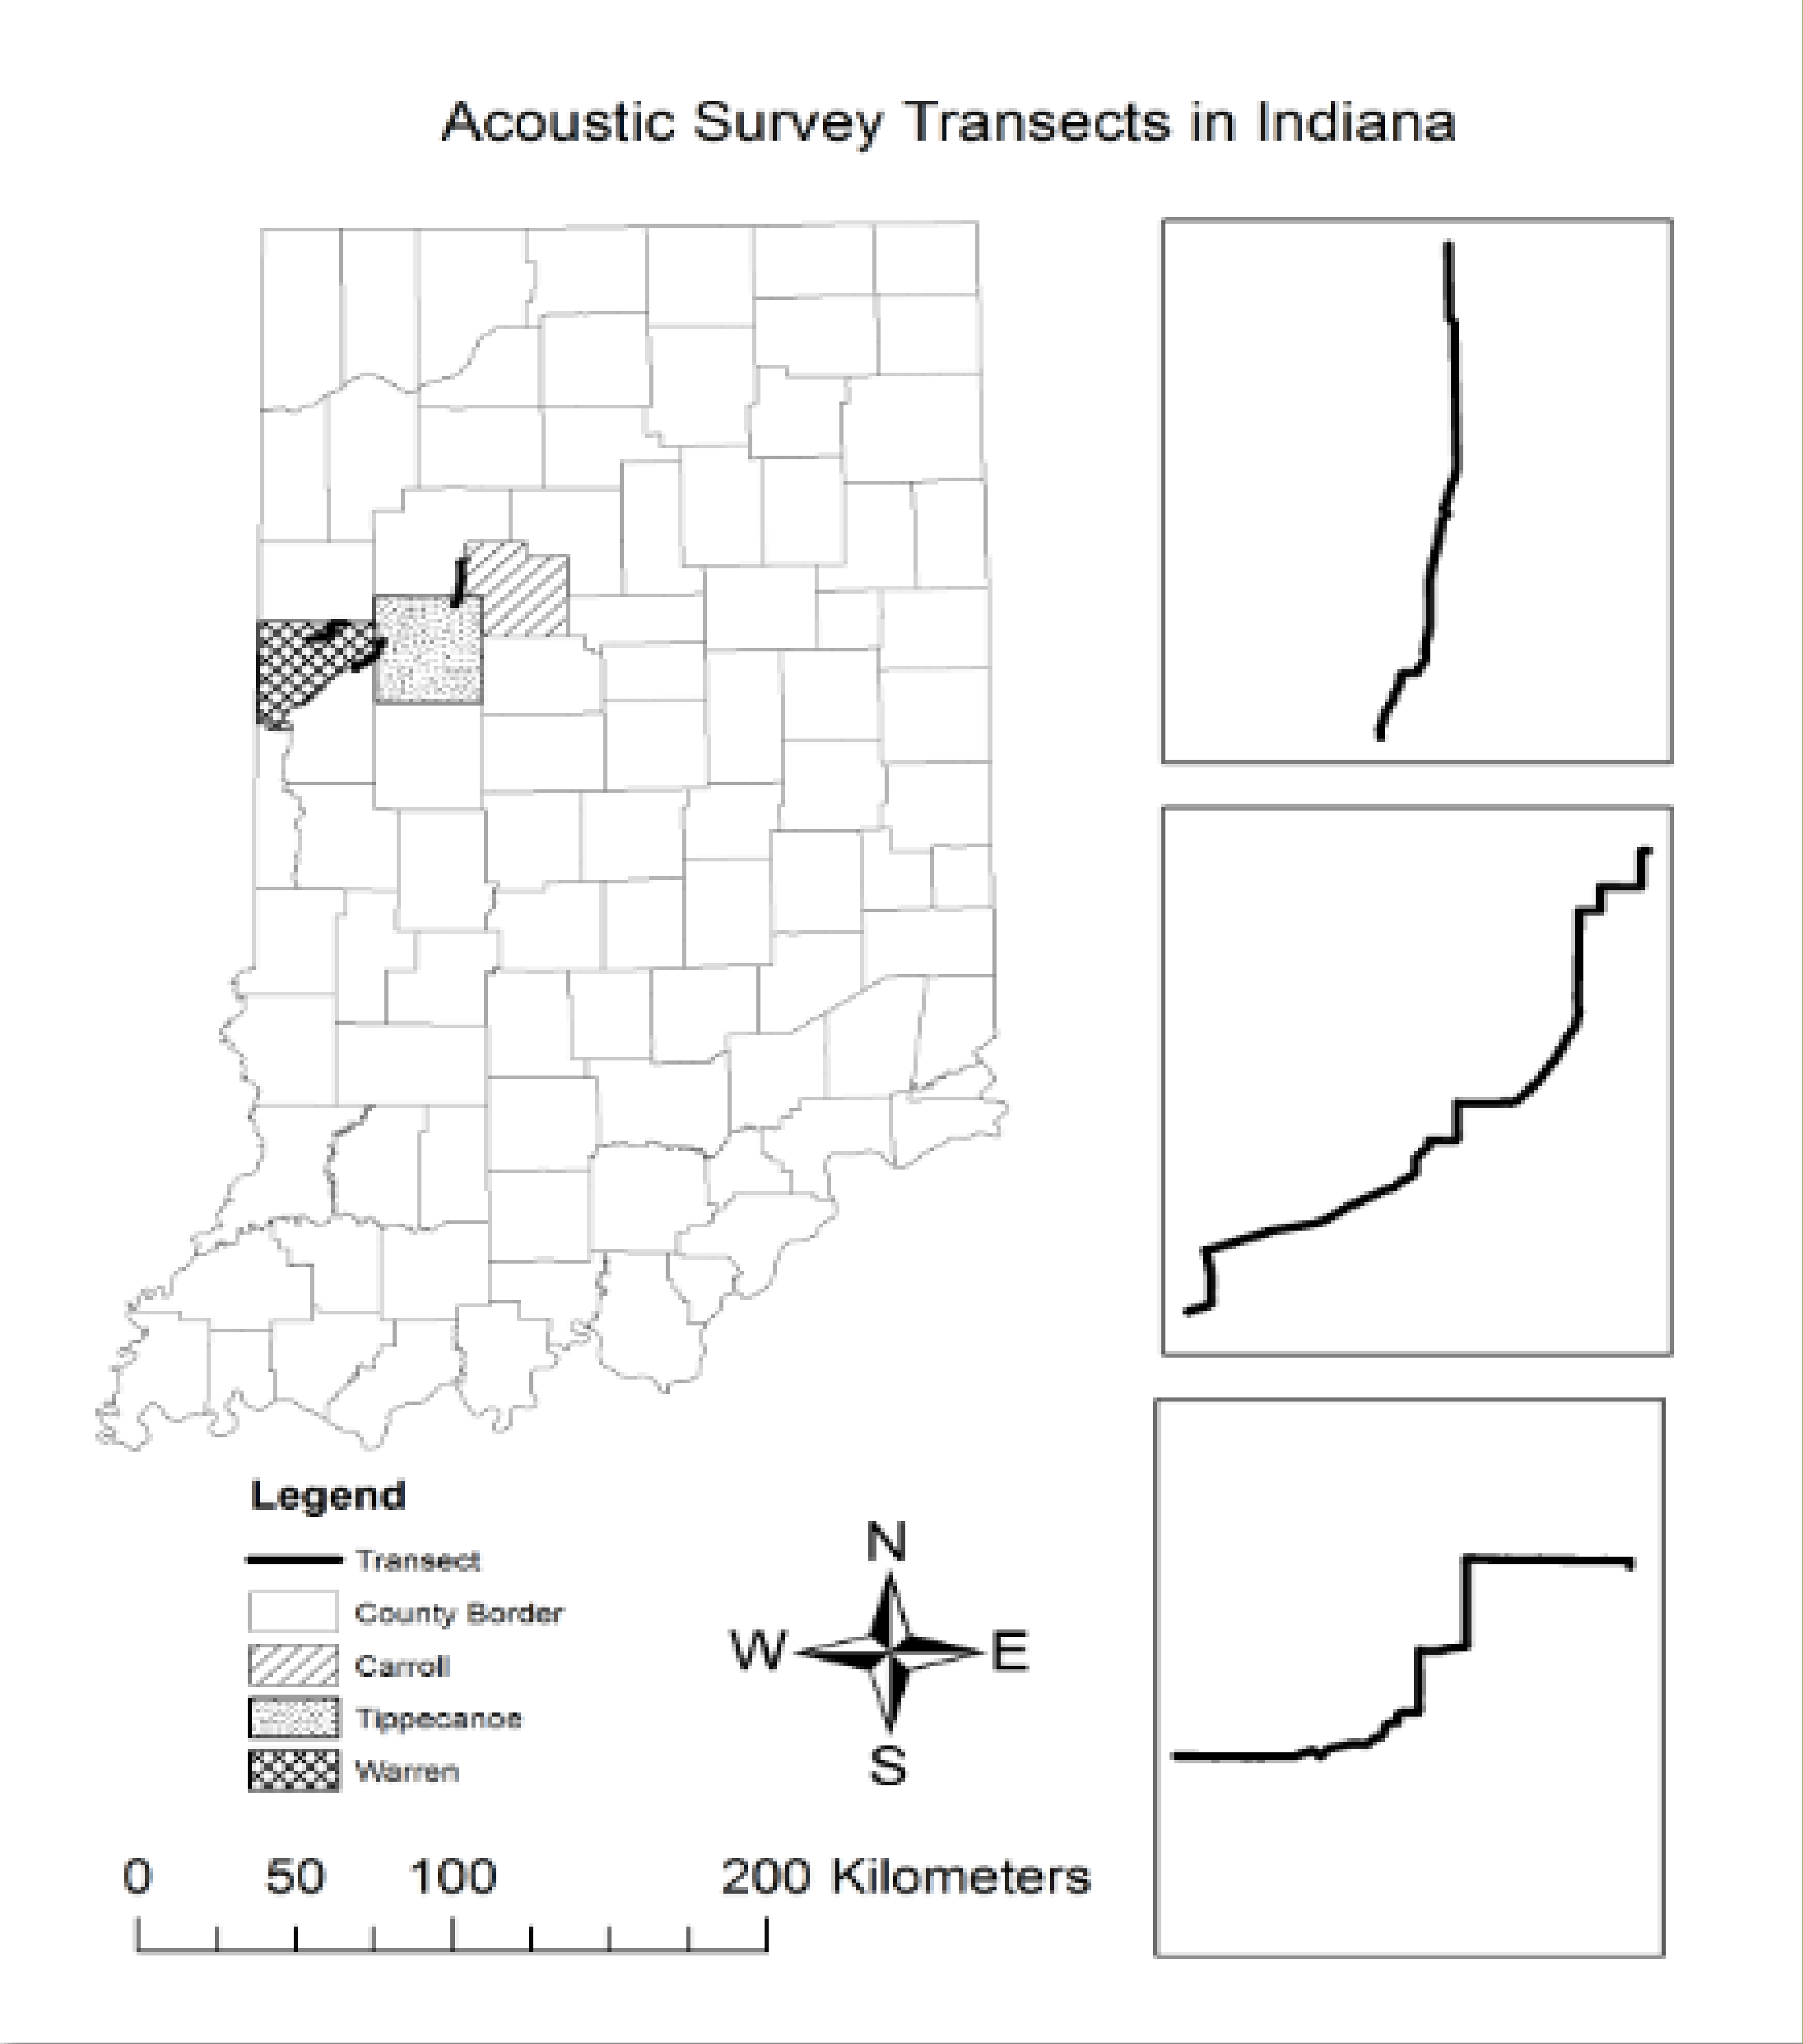 Acoustic Survey Transects in Indiana
Legend
Transect
County Border
Carroll
Tippecanoe
Warren
N
W E
S
0 50 100 200 Kilometers